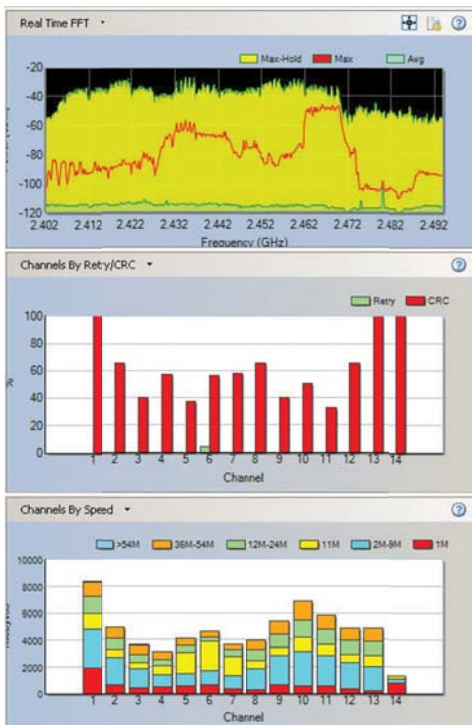 Real Time FFT
Max-Hold Max Avg
-20
-40
-60
-80
-100
-120
2.402 2.412 2.422 2.432 2.442 2.452 2.462 2.472 2.482 2.492
Frequency (GHz)
Channels By Retry/CRC
Retry CRC
100
80
60
40
20
0
%
1 2 3 4 5 6 7 8 9 10 11 12 13 14
Channel
Channels By Speed
>54M 36M-54M 12M-24M 11M 2M-9M 1M
10000
8000
6000
4000
2000
0
1 2 3 4 5 6 7 8 9 10 11 12 13 14
Channel